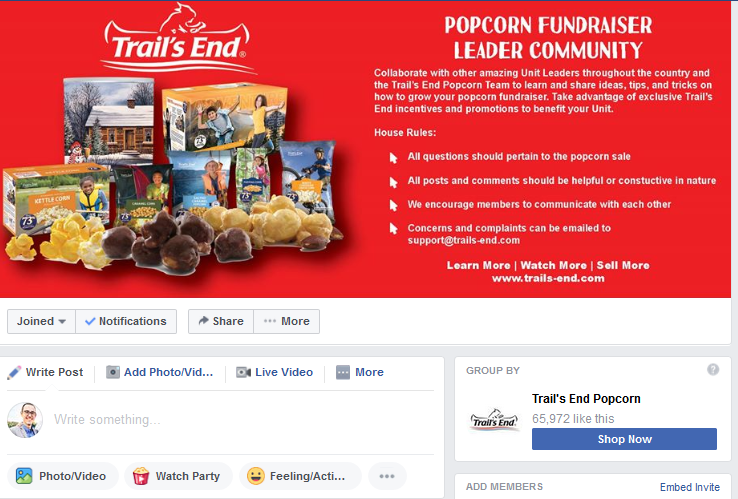 Trail's End®
POPCORN FUNDRAISER
LEADER COMMUNITY
Collaborate with other amazing Unit Leaders throughout the country and
the Trail's End Popcorn Team to learn and share ideas, tips, and tricks on
how to grow your popcorn fundraiser. Take advantage of exclusive Trail's
End incentives and promotions to benefit your Unit.
House Rules:
All questions should pertain to the popcorn sale
All posts and comments should be helpful or constuctive in nature
We encourage members to communicate with each other
Concerns and complaints can be emailed to
support@trails-end.com
Learn More | Watch More | Sell More
www.trails-end.com
KETTLE CORN
73
73
73
Joined
Notifications
Share
More
Write Post
Add Photo/Vid...
Live Video
More
Write something...
Photo/Video
Watch Party
Feeling/Acti...
GROUP BY
?
Trail's End
Trail's End Popcorn
65,972 like this
Shop Now
ADD MEMBERS
Embed Invite